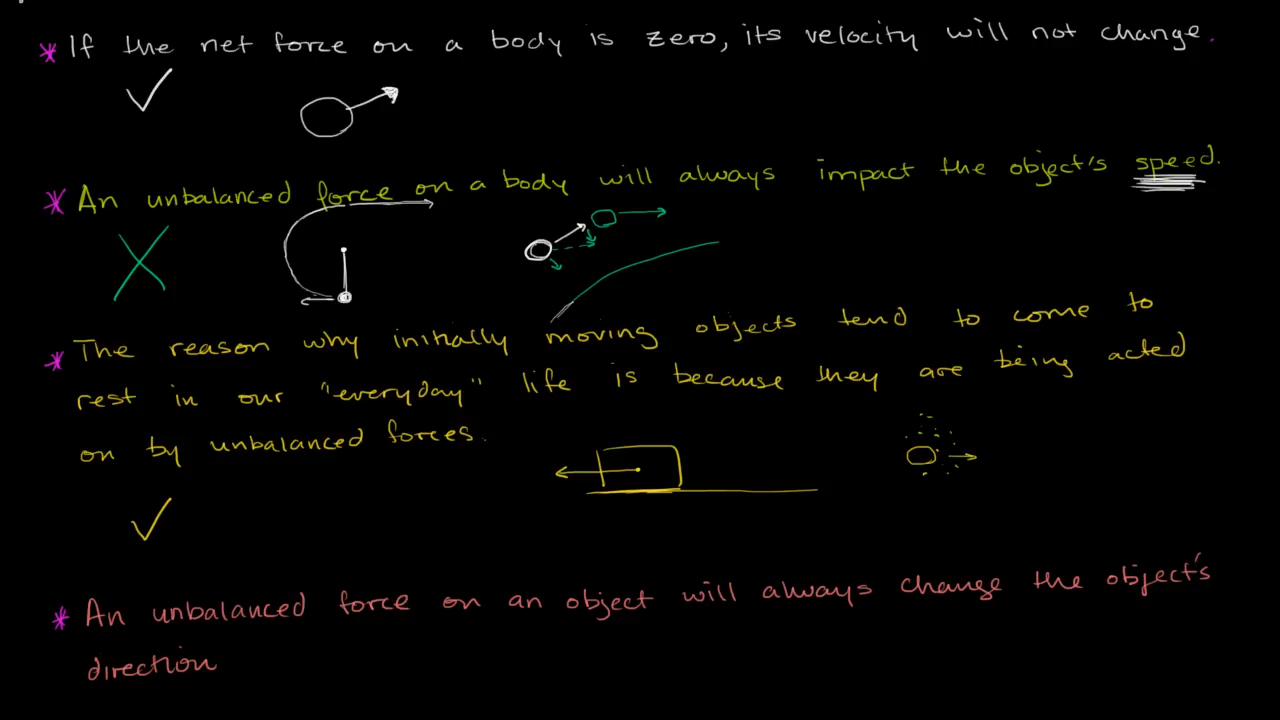 * If the net force on a body is zero, its velocity will not change.
* An unbalanced force on a body will always impact the object's speed.
* The reason why initially moving objects tend to come to
rest in our "everyday" life is because they are being acted
on by unbalanced forces.
* An unbalanced force on an object will always change the object's
direction